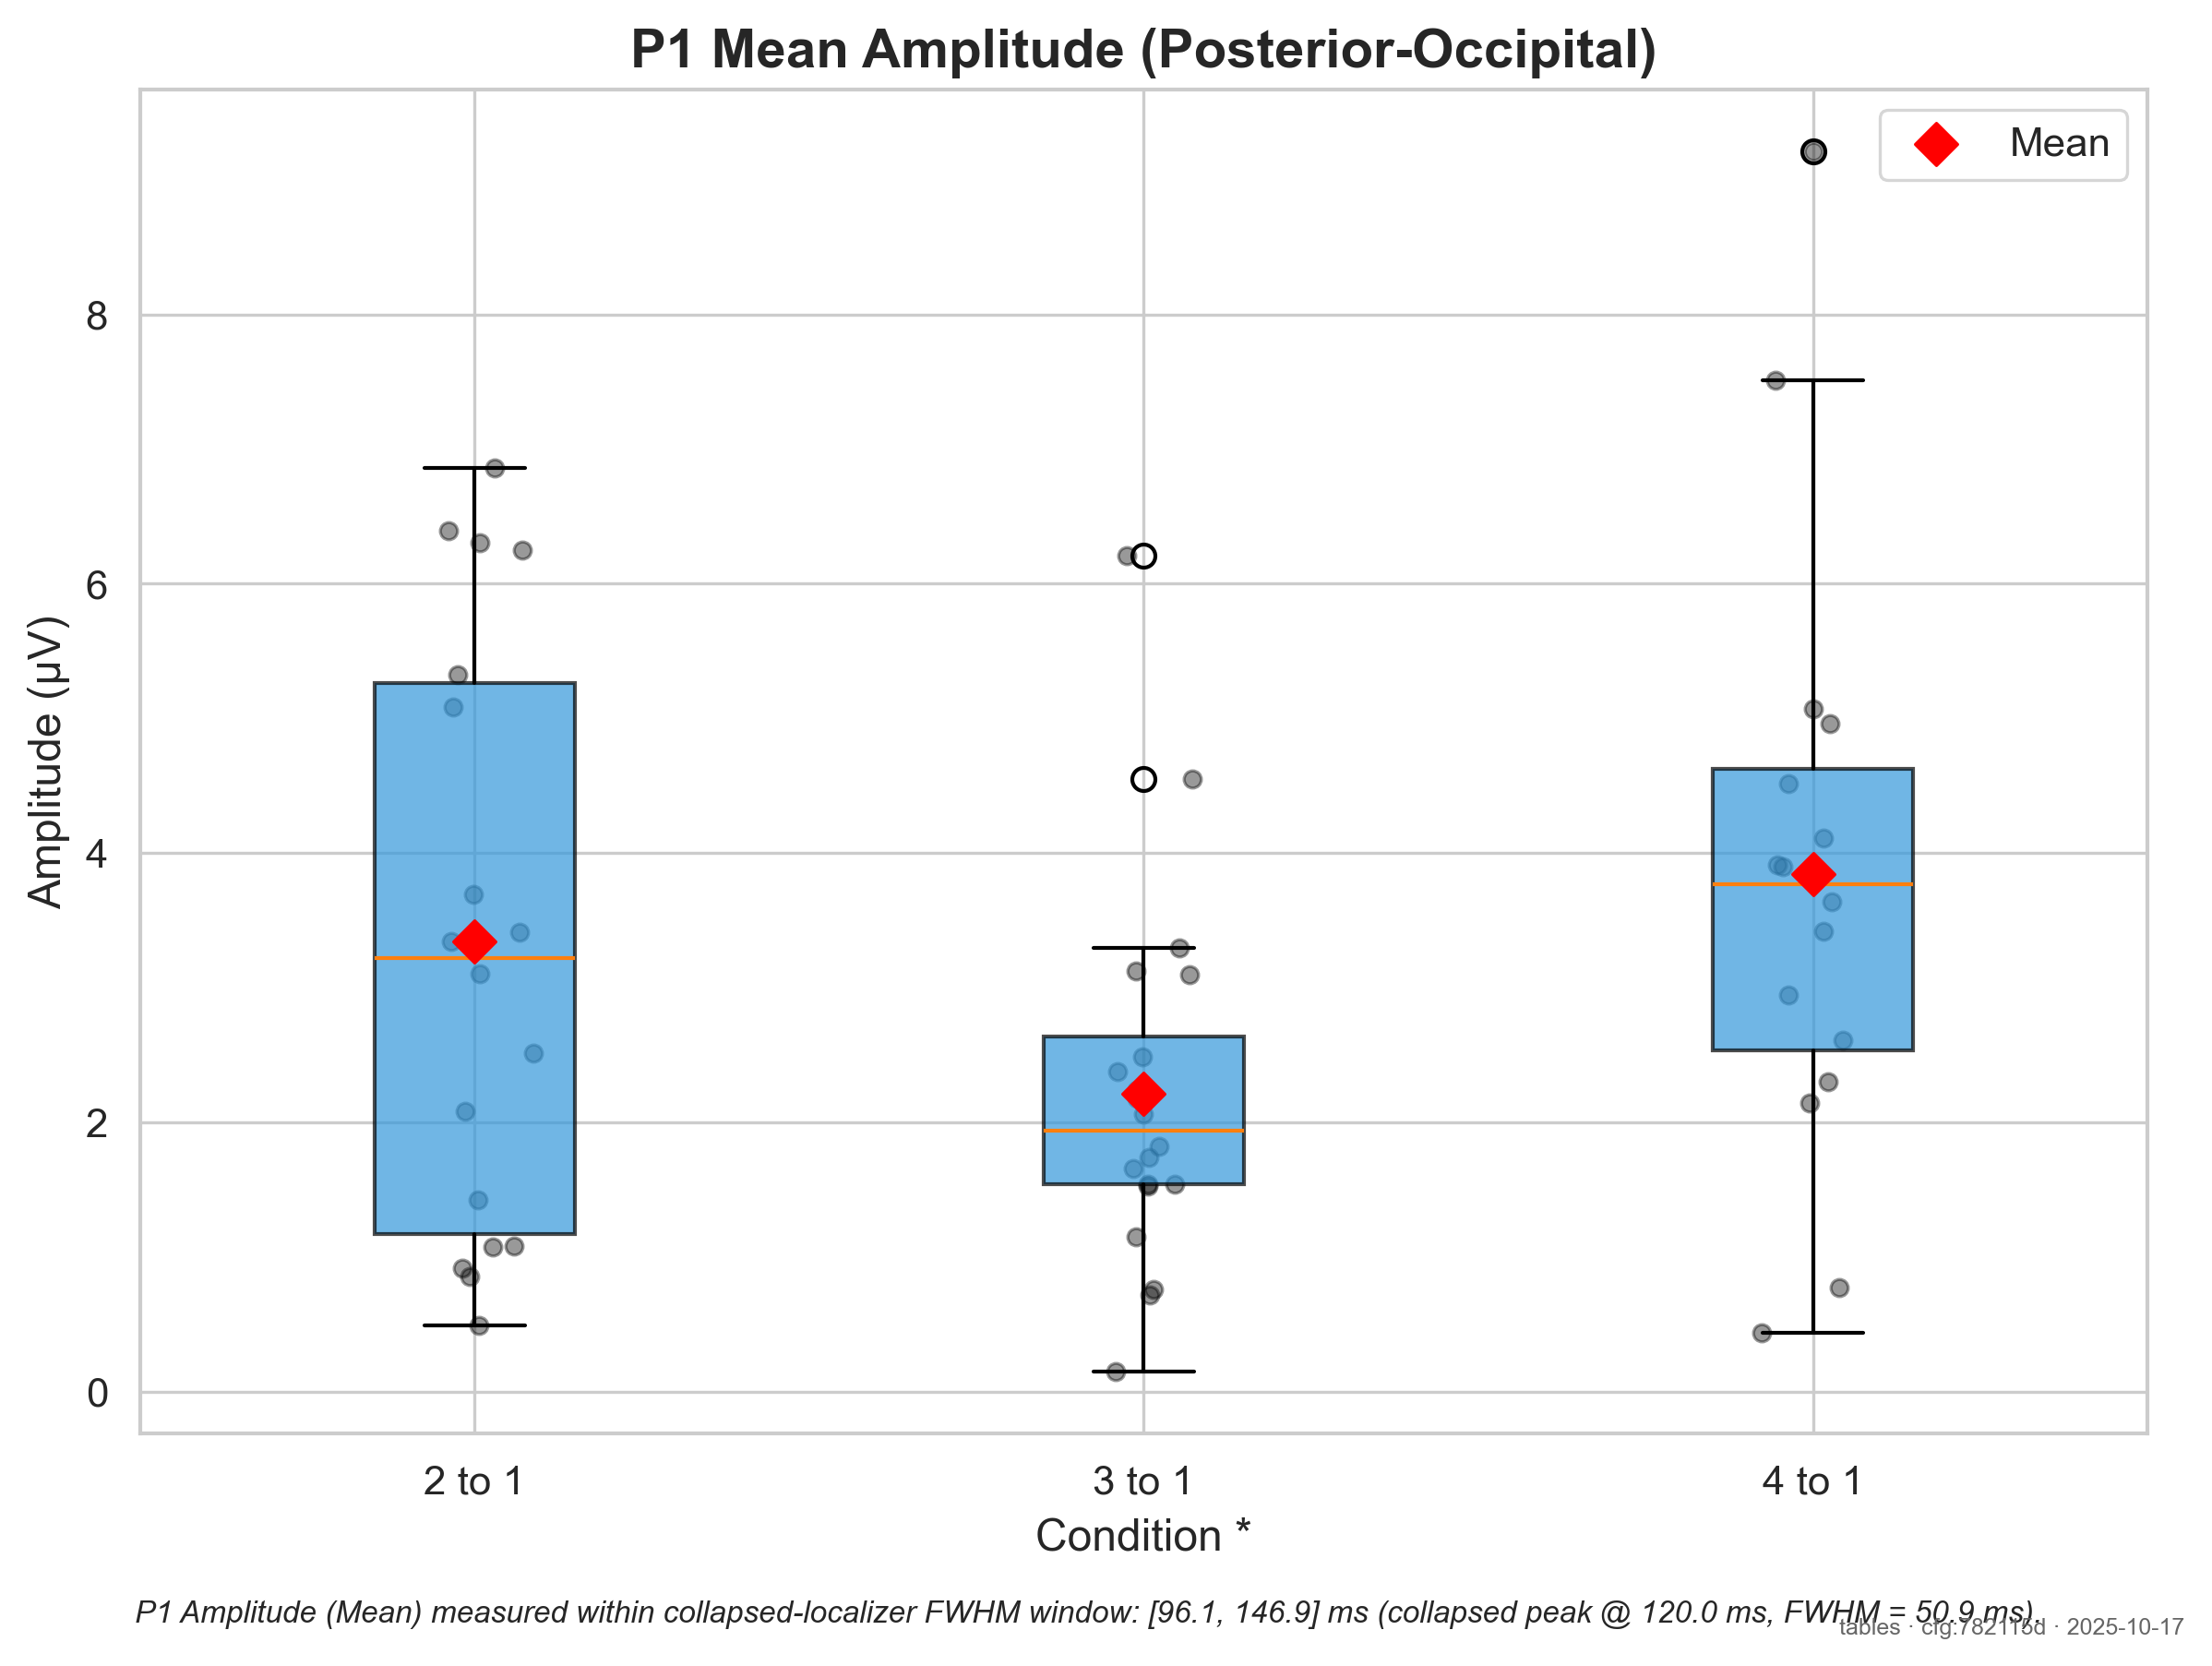 P1 Mean Amplitude (Posterior-Occipital)
Mean
Amplitude (µV)
8
6
4
2
0
2 to 1
3 to 1
4 to 1
Condition *
P1 Amplitude (Mean) measured within collapsed-localizer FWHM window: [96.1, 146.9] ms (collapsed peak @ 120.0 ms, FWHM = 50.9 ms).
tables · cfg:782115d · 2025-10-17